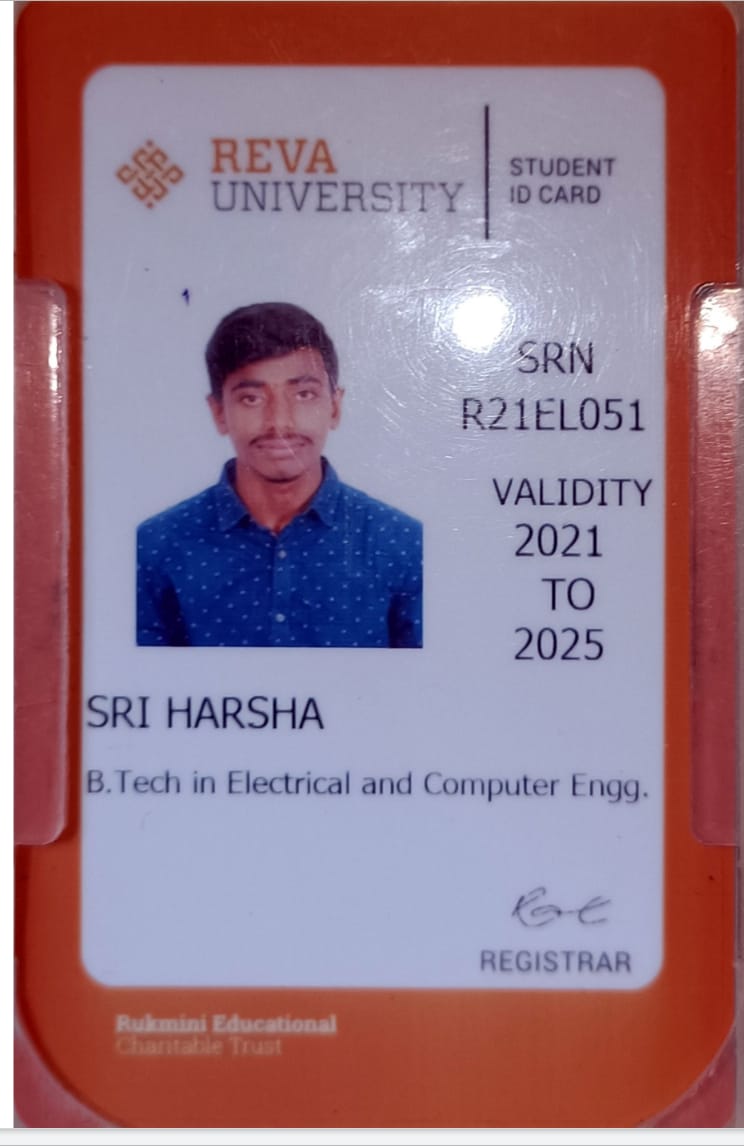 REVA
UNIVERSITY
STUDENT
ID CARD
SRN
R21EL051
VALIDITY
2021
TO
2025
SRI HARSHA
B.Tech in Electrical and Computer Engg.
REGISTRAR
Rukmini Educational
Charitable Trust